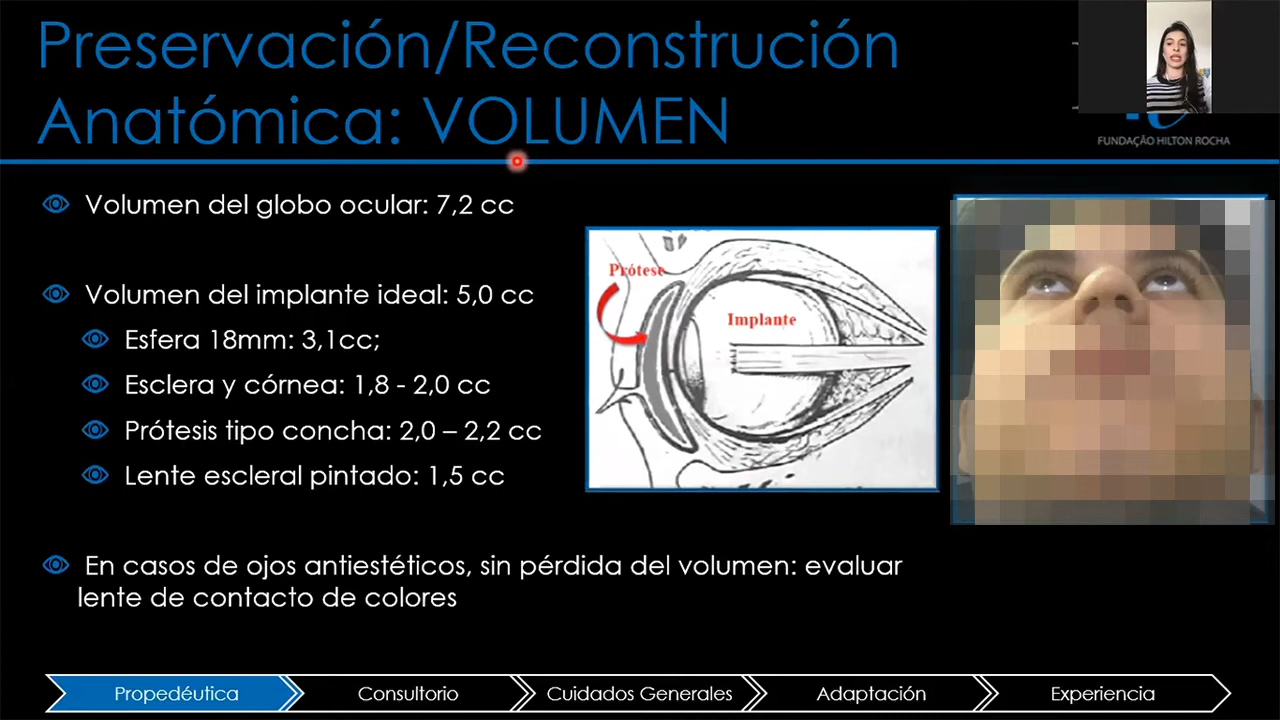 Preservación/Reconstrución
Anatómica: VOLUMEN
FUNDAÇÃO HILTON ROCHA
Volumen del globo ocular: 7,2 cc
Volumen del implante ideal: 5,0 cc
Esfera 18mm: 3,1cc;
Esclera y córnea: 1,8 - 2,0 cc
Prótesis tipo concha: 2,0 – 2,2 cc
Lente escleral pintado: 1,5 cc
Prótese
Implante
En casos de ojos antiestéticos, sin pérdida del volumen: evaluar
lente de contacto de colores
Propedéutica
Consultorio
Cuidados Generales
Adaptación
Experiencia